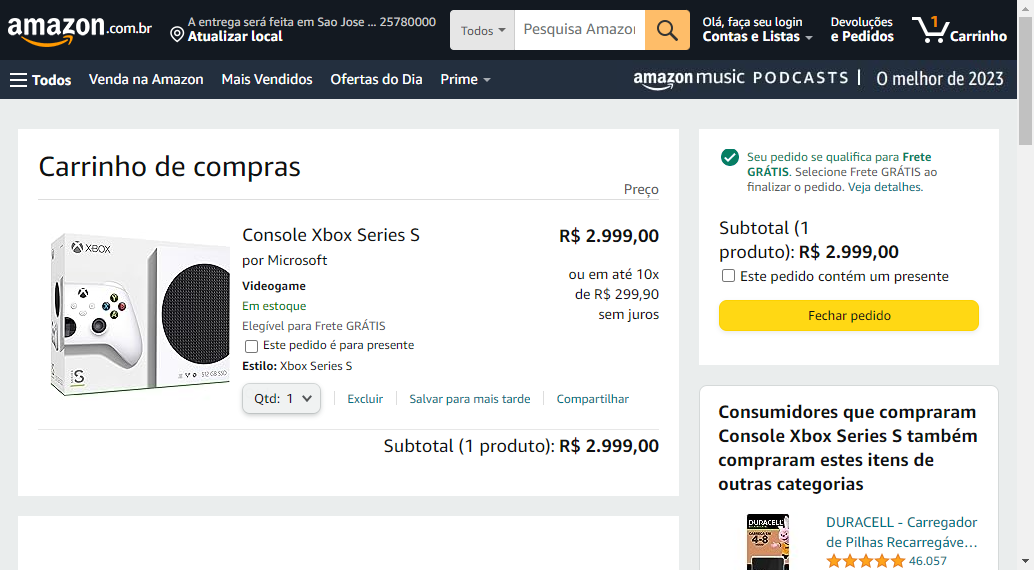 amazon.com.br
A entrega será feita em Sao Jose ... 25780000
Atualizar local
Todos
Pesquisa Amazon
Olá, faça seu login
Contas e Listas
Devoluções
e Pedidos
1
Carrinho
Todos
Venda na Amazon
Mais Vendidos
Ofertas do Dia
Prime
amazon music PODCASTS | O melhor de 2023
Carrinho de compras
Preço
XBOX
S
512 GB SSD
Console Xbox Series S
R$ 2.999,00
por Microsoft
ou em até 10x
de R$ 299,90
sem juros
Videogame
Em estoque
Elegível para Frete GRÁTIS
Este pedido é para presente
Estilo: Xbox Series S
Qtd: 1
Excluir
Salvar para mais tarde
Compartilhar
Subtotal (1 produto): R$ 2.999,00
Seu pedido se qualifica para Frete
GRÁTIS. Selecione Frete GRÁTIS ao
finalizar o pedido. Veja detalhes.
Subtotal (1
produto): R$ 2.999,00
Este pedido contém um presente
Fechar pedido
Consumidores que compraram
Console Xbox Series S também
compraram estes itens de
outras categorias
DURACELL
4-8
DURACELL - Carregador
de Pilhas Recarregáve...
46.057